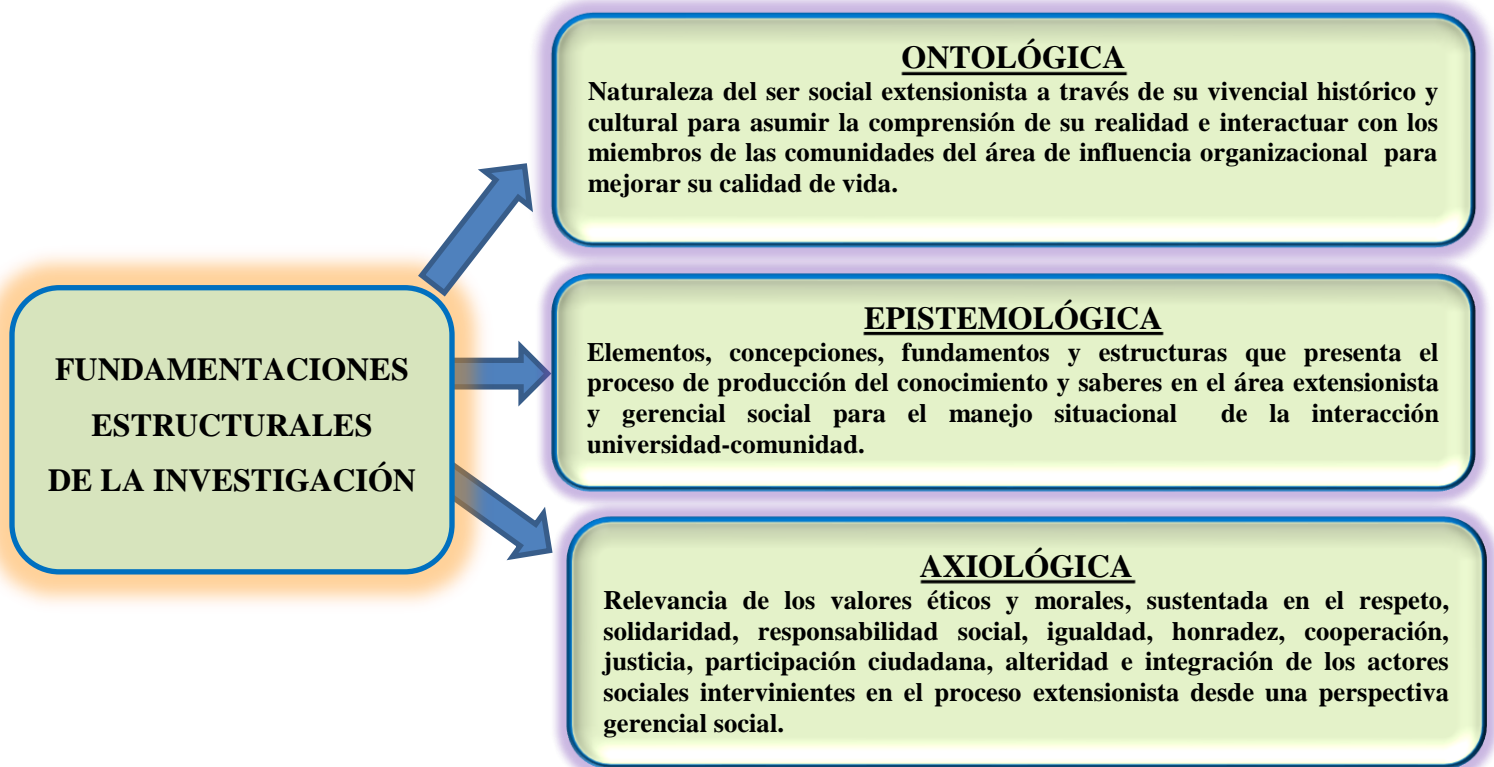 FUNDAMENTACIONES
ESTRUCTURALES
DE LA INVESTIGACIÓN
ONTOLÓGICA
Naturaleza del ser social extensionista a través de su vivencial histórico y
cultural para asumir la comprensión de su realidad e interactuar con los
miembros de las comunidades del área de influencia organizacional para
mejorar su calidad de vida.
EPISTEMOLÓGICA
Elementos, concepciones, fundamentos y estructuras que presenta el
proceso de producción del conocimiento y saberes en el área extensionista
y gerencial social para el manejo situacional de la interacción
universidad-comunidad.
AXIOLÓGICA
Relevancia de los valores éticos y morales, sustentada en el respeto,
solidaridad, responsabilidad social, igualdad, honradez, cooperación,
justicia, participación ciudadana, alteridad e integración de los actores
sociales intervinientes en el proceso extensionista desde una perspectiva
gerencial social.